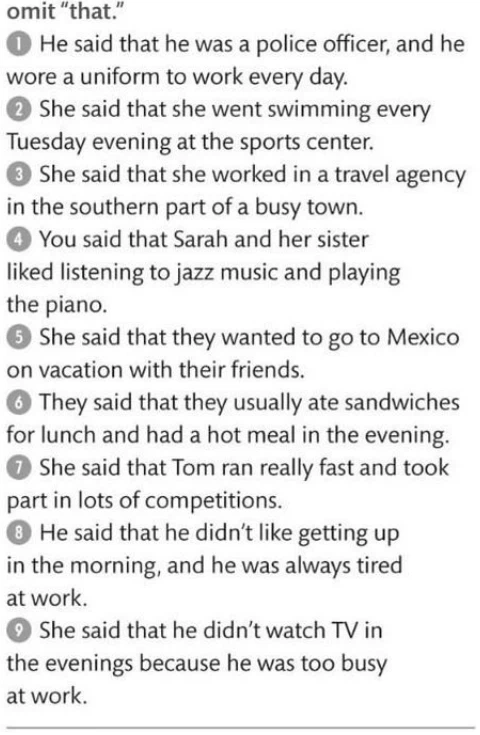 omit “that.”
1 He said that he was a police officer, and he
wore a uniform to work every day.
2 She said that she went swimming every
Tuesday evening at the sports center.
3 She said that she worked in a travel agency
in the southern part of a busy town.
4 You said that Sarah and her sister
liked listening to jazz music and playing
the piano.
5 She said that they wanted to go to Mexico
on vacation with their friends.
6 They said that they usually ate sandwiches
for lunch and had a hot meal in the evening.
7 She said that Tom ran really fast and took
part in lots of competitions.
8 He said that he didn’t like getting up
in the morning, and he was always tired
at work.
9 She said that he didn’t watch TV in
the evenings because he was too busy
at work.